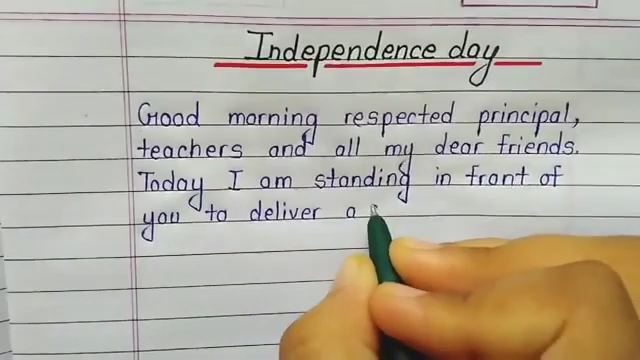 Independence day
Good morning respected principal,
teachers and all my dear friends.
Today I am standing in front of
you to deliver a